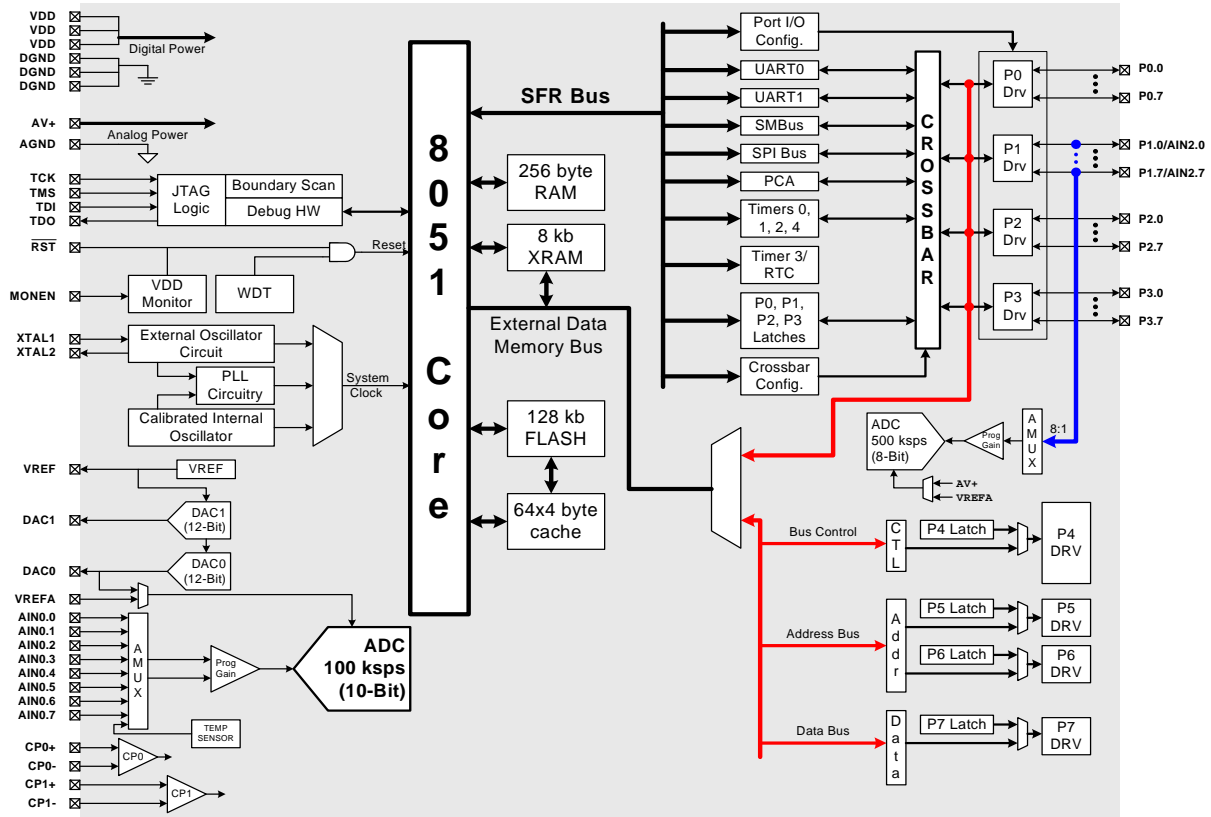 VDD
VDD
VDD
Digital Power
DGND
DGND
DGND
AV+
Analog Power
AGND
TCK
TMS
TDI
TDO
JTAG
Logic
Boundary Scan
Debug HW
RST
Reset
MONEN
VDD
Monitor
WDT
XTAL1
XTAL2
External Oscillator
Circuit
PLL
Circuitry
Calibrated Internal
Oscillator
System
Clock
VREF
VREF
DAC1
DAC1
(12-Bit)
DAC0
DAC0
(12-Bit)
VREFA
AIN0.0
AIN0.1
AIN0.2
AIN0.3
AIN0.4
AIN0.5
AIN0.6
AIN0.7
AMUX
Prog
Gain
ADC
100 ksps
(10-Bit)
TEMP
SENSOR
CP0+
CP0-
CP0
CP1+
CP1-
CP1
8051 Core
SFR Bus
256 byte
RAM
8 kb
XRAM
External Data
Memory Bus
128 kb
FLASH
64x4 byte
cache
Port I/O
Config.
UART0
UART1
SMBus
SPI Bus
PCA
Timers 0,
1, 2, 4
Timer 3/
RTC
P0, P1,
P2, P3
Latches
Crossbar
Config.
CROSSBAR
P0
Drv
P1
Drv
P2
Drv
P3
Drv
P0.0
P0.7
P1.0/AIN2.0
P1.7/AIN2.7
P2.0
P2.7
P3.0
P3.7
ADC
500 ksps
(8-Bit)
Prog
Gain
AMUX
8:1
AV+
VREFA
Bus Control
CTL
P4 Latch
P4
DRV
Address Bus
Addr
P5 Latch
P5
DRV
P6 Latch
P6
DRV
Data Bus
Data
P7 Latch
P7
DRV